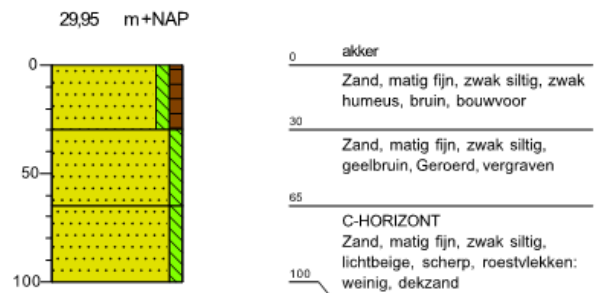 29,95 m+NAP
0
50
100
0 akker
Zand, matig fijn, zwak siltig, zwak
humeus, bruin, bouwvoor
30
Zand, matig fijn, zwak siltig,
geelbruin, Geroerd, vergraven
65
C-HORIZONT
Zand, matig fijn, zwak siltig,
lichtbeige, scherp, roestvlekken:
100 weinig, dekzand